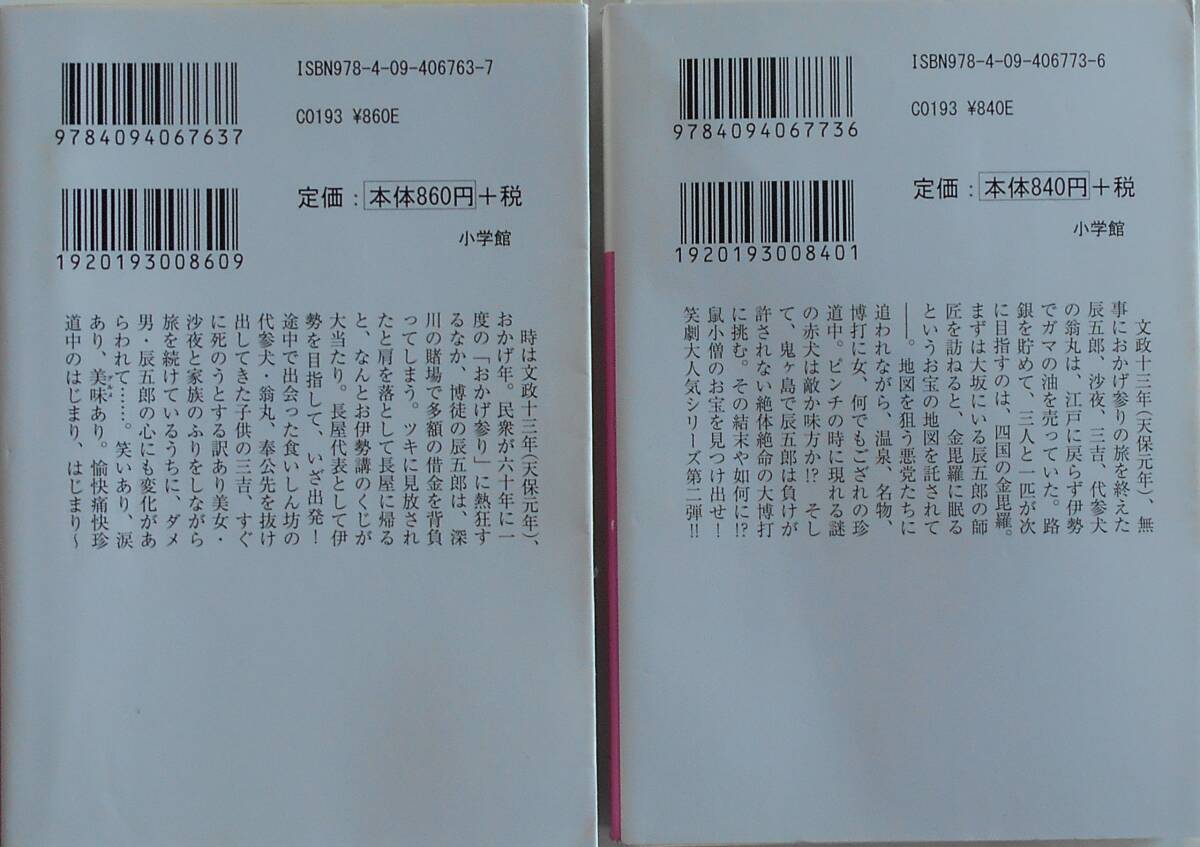 ISBN978-4-09-406763-7
C0193 ¥860E
9784094067637
定価：本体860円＋税
小学館
1920193008609
時は文政十三年（天保元年）、
おかげ年。民衆が六十年に一
度の「おかげ参り」に熱狂す
るなか、博徒の辰五郎は、深
川の賭場で多額の借金を背負
ってしまう。ツキに見放され
たと肩を落として長屋に帰る
と、なんとお伊勢講のくじが
大当たり。長屋代表として伊
勢を目指して、いざ出発！
途中で出会った食いしん坊の
代参犬・翁丸、奉公先を抜け
出してきた子供の三吉、すぐ
に死のうとする訳あり美女・
沙夜と家族のふりをしながら
旅を続けているうちに、ダメ
男・辰五郎の心にも変化があ
らわれて……。笑いあり、涙
あり、美味あり。愉快痛快珍
道中のはじまり、はじまり〜
ISBN978-4-09-406773-6
C0193 ¥840E
9784094067736
定価：本体840円＋税
小学館
1920193008401
文政十三年（天保元年）、無
事におかげ参りの旅を終えた
辰五郎、沙夜、三吉、代参犬
の翁丸は、江戸に戻らず伊勢
でガマの油を売っていた。路
銀を貯めて、三人と一匹が次
に目指すのは、四国の金毘羅。
まずは大坂にいる辰五郎の師
匠を訪ねると、金毘羅に眠る
というお宝の地図を託されて
――。地図を狙う悪党たちに
追われながら、温泉、名物、
博打に女、何でもござれの珍
道中。ピンチの時に現れる謎
の赤犬は敵か味方か!? そし
て、鬼ヶ島で辰五郎は負けが
許されない絶体絶命の大博打
に挑む。その結末や如何に!?
鼠小僧のお宝を見つけ出せ！
笑劇大人気シリーズ第二弾!!